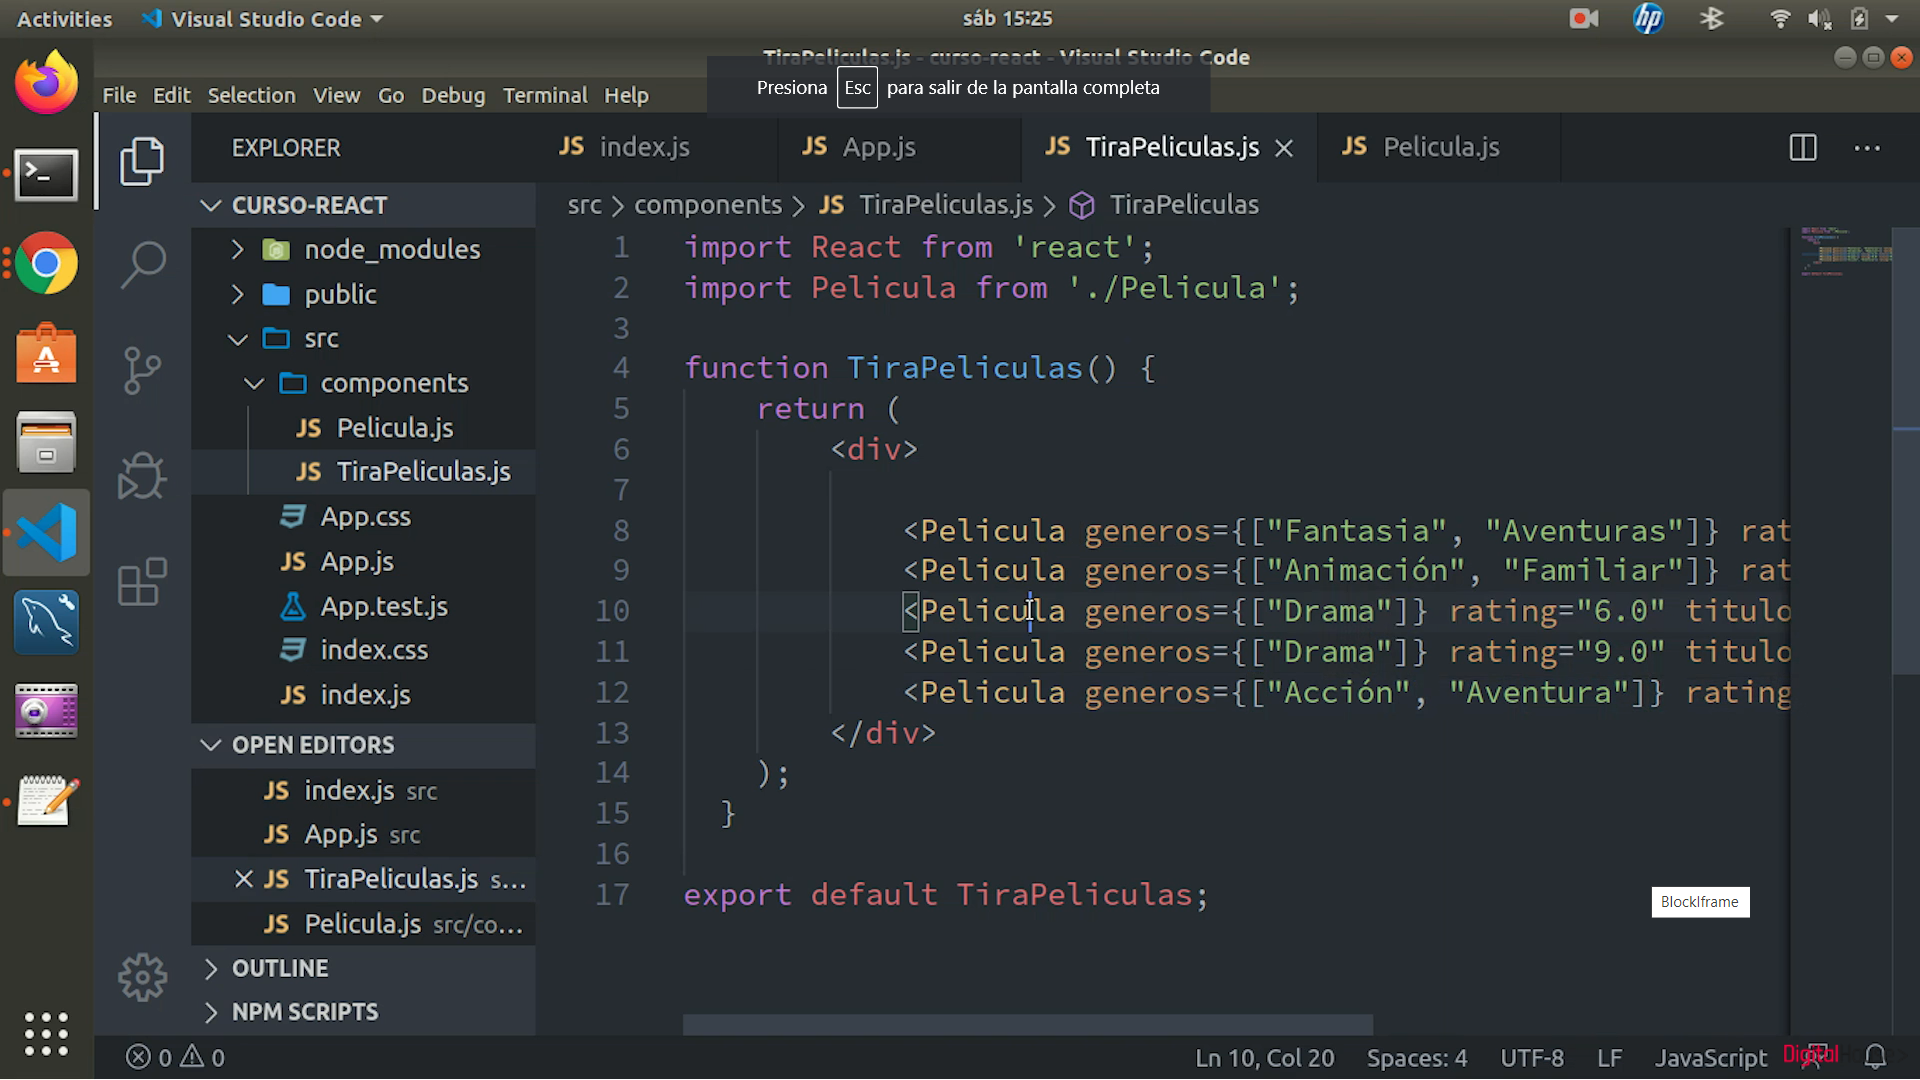 Activities
Visual Studio Code
sáb 15:25
TiraPeliculas.js - curso-react - Visual Studio Code
Presiona Esc para salir de la pantalla completa
File Edit Selection View Go Debug Terminal Help
EXPLORER
JS index.js
JS App.js
JS TiraPeliculas.js
JS Pelicula.js
CURSO-REACT
node_modules
public
src
components
JS Pelicula.js
JS TiraPeliculas.js
App.css
JS App.js
App.test.js
index.css
JS index.js
OPEN EDITORS
JS index.js src
JS App.js src
JS TiraPeliculas.js s...
JS Pelicula.js src/co...
OUTLINE
NPM SCRIPTS
src > components > JS TiraPeliculas.js > TiraPeliculas
1 import React from 'react';
2 import Pelicula from './Pelicula';
3
4 function TiraPeliculas() {
5 return (
6 <div>
7
8 <Pelicula generos={["Fantasia", "Aventuras"]} rat
9 <Pelicula generos={["Animación", "Familiar"]} rat
10 <Pelicula generos={["Drama"]} rating="6.0" titulo
11 <Pelicula generos={["Drama"]} rating="9.0" titulo
12 <Pelicula generos={["Acción", "Aventura"]} rating
13 </div>
14 );
15 }
16
17 export default TiraPeliculas;
BlockIframe
0 0
Ln 10, Col 20 Spaces: 4 UTF-8 LF JavaScript
Digital
hp